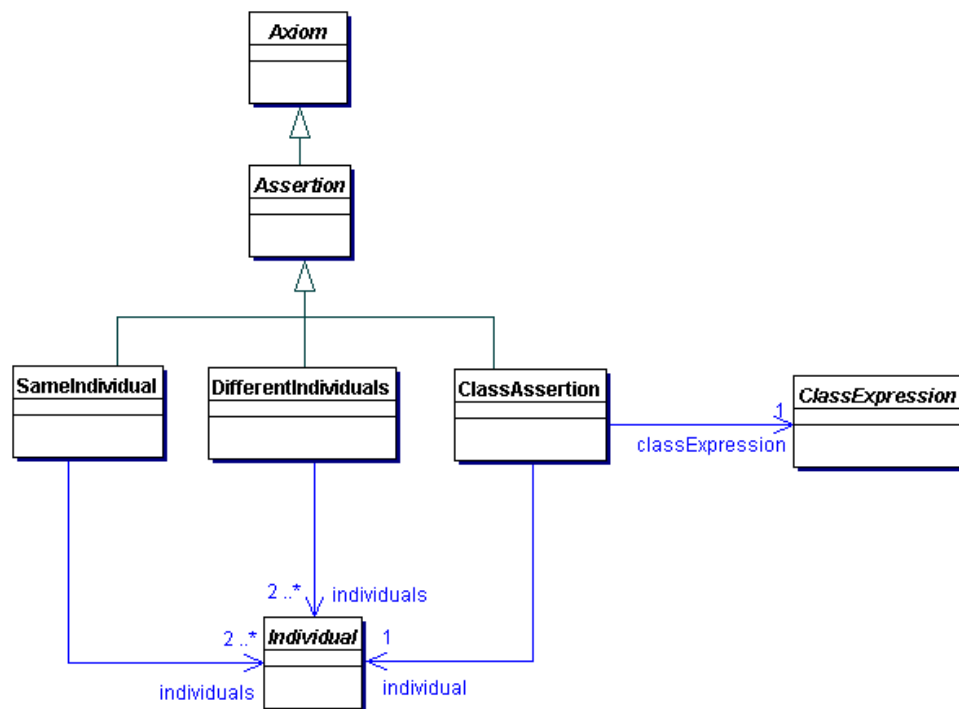 Axiom
Assertion
SameIndividual
DifferentIndividuals
ClassAssertion
ClassExpression
1
classExpression
2 ..*
individuals
2 ..*
Individual
1
individuals
individual